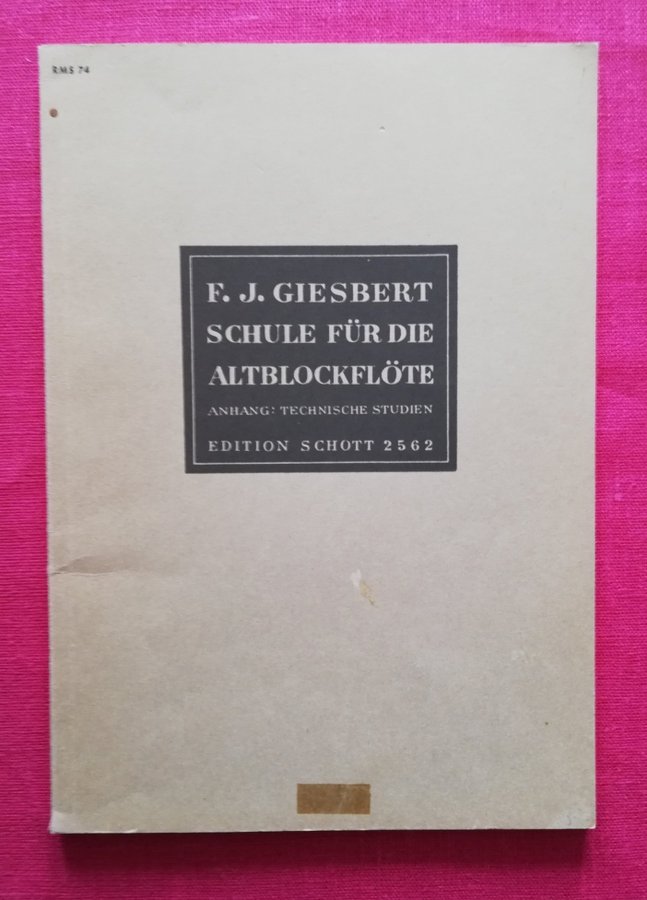 RMS 74
F. J. GIESBERT
SCHULE FÜR DIE
ALTBLOCKFLÖTE
ANHANG: TECHNISCHE STUDIEN
EDITION SCHOTT 2562